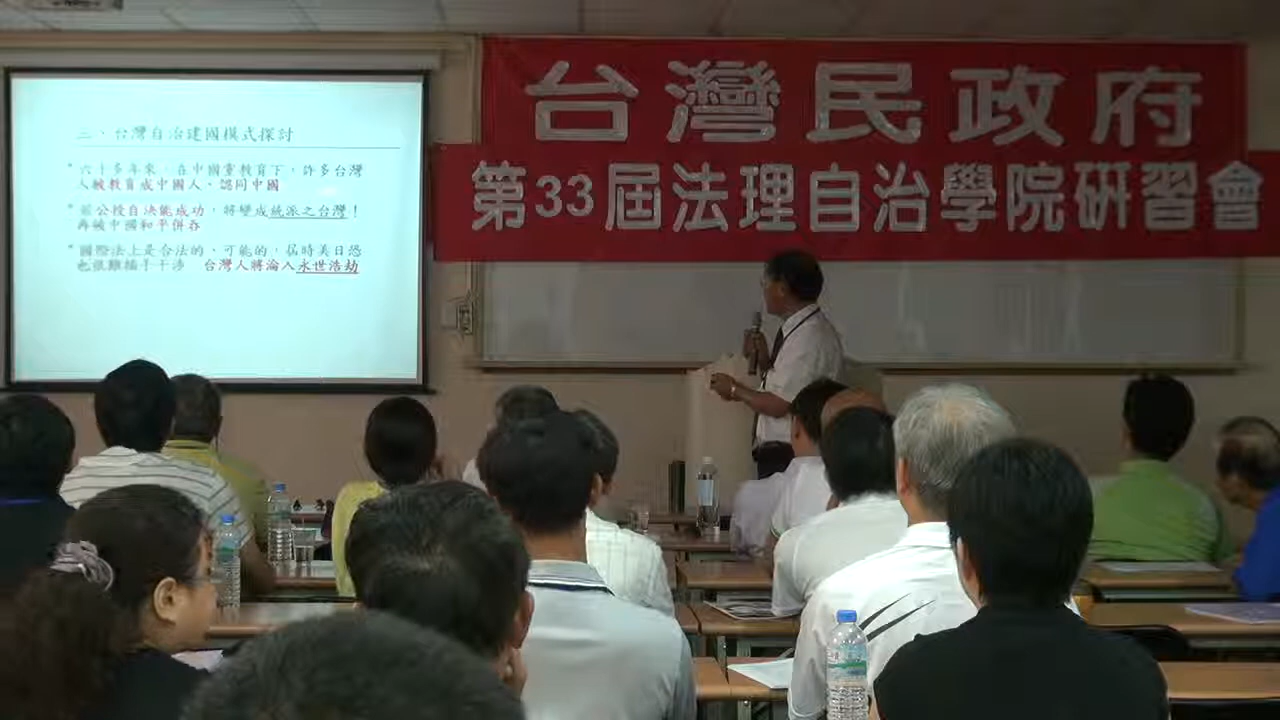 三、台灣自治建國模式探討
* 六十多年來，在中國黨教育下，許多台灣
人被教育成中國人，認同中國
* 若公投自決能成功，將變成統派之台灣！
再被中國和平併吞
* 國際法上是合法的、可能的，屆時美日恐
也很難插手干涉 台灣人將淪入永世浩劫
台灣民政府
第33屆法理自治學院研習會